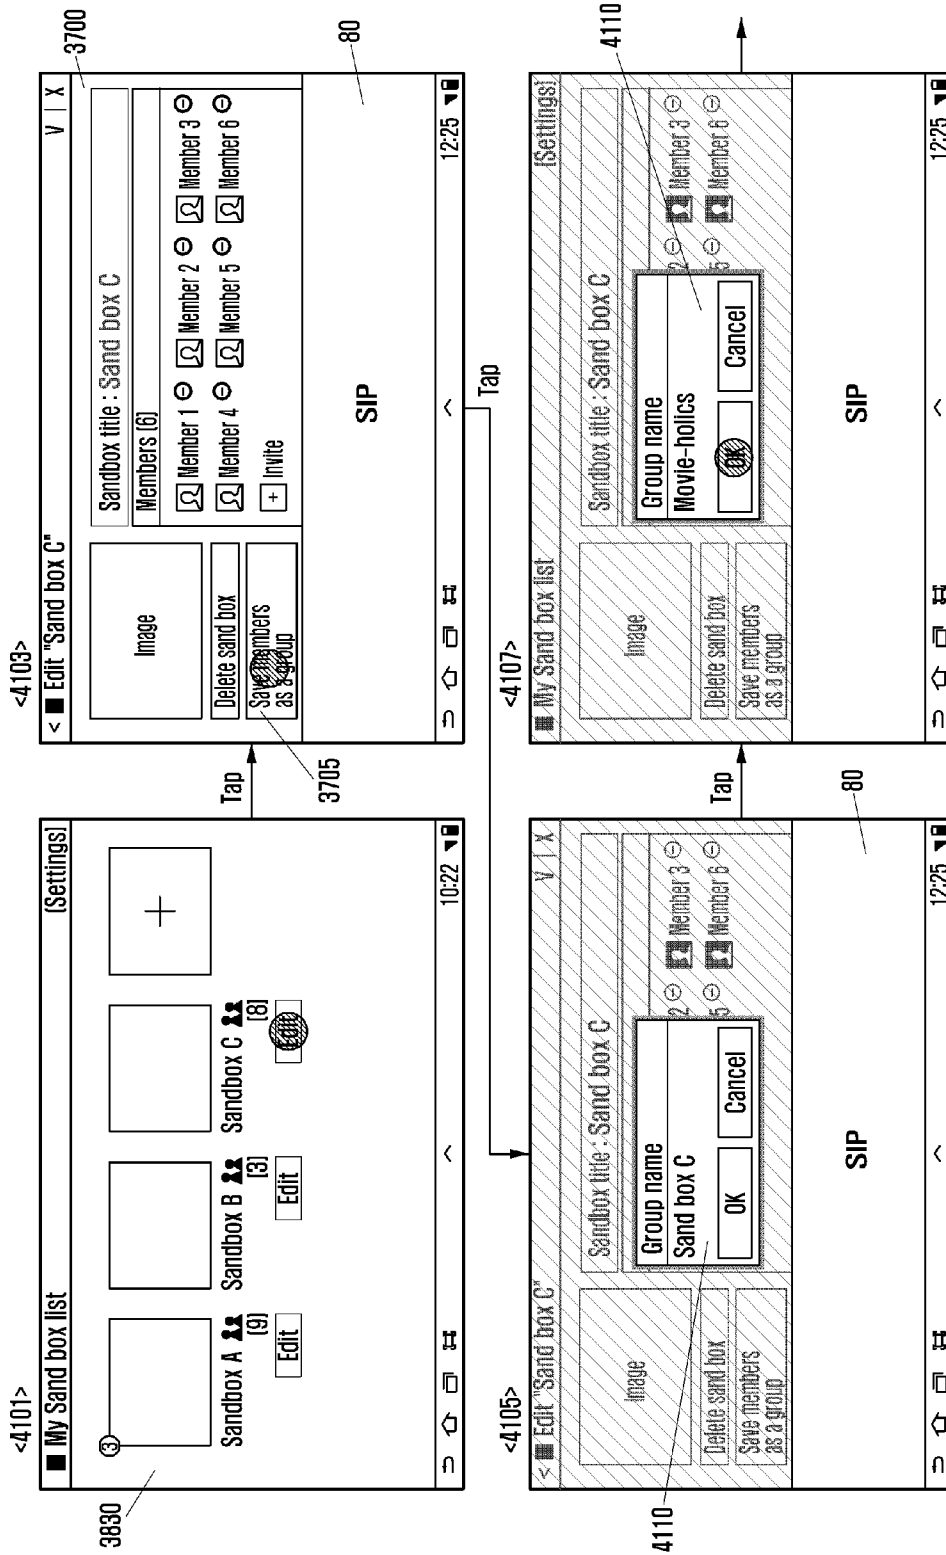 <4101>
■ My Sand box list
(Settings)
3
Sandbox A
[9]
Edit
Sandbox B
[3]
Edit
Sandbox C
[8]
Edit
+
10:22
3830
Tap
<4103>
< ■ Edit "Sand box C"
V | X
Image
Delete sand box
Save members
as a group
Sandbox title : Sand box C
Members [6]
Member 1
Member 2
Member 3
Member 4
Member 5
Member 6
+ Invite
SIP
12:25
3700
80
3705
Tap
<4105>
< ■ Edit "Sand box C"
V | X
Image
Delete sand box
Save members
as a group
Sandbox title : Sand box C
2
Member 3
5
Member 6
Group name
Sand box C
OK
Cancel
SIP
12:25
4110
80
Tap
<4107>
■ My Sand box list
(Settings)
Image
Delete sand box
Save members
as a group
Sandbox title : Sand box C
2
Member 3
5
Member 6
Group name
Movie-holics
OK
Cancel
SIP
12:25
4110